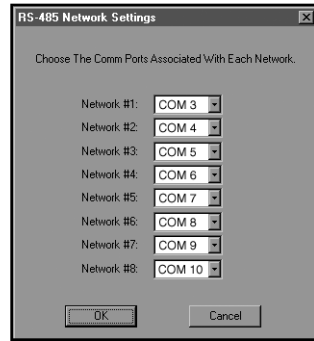 RS-485 Network Settings
Choose The Comm Ports Associated With Each Network.
Network #1: COM 3
Network #2: COM 4
Network #3: COM 5
Network #4: COM 6
Network #5: COM 7
Network #6: COM 8
Network #7: COM 9
Network #8: COM 10
OK Cancel